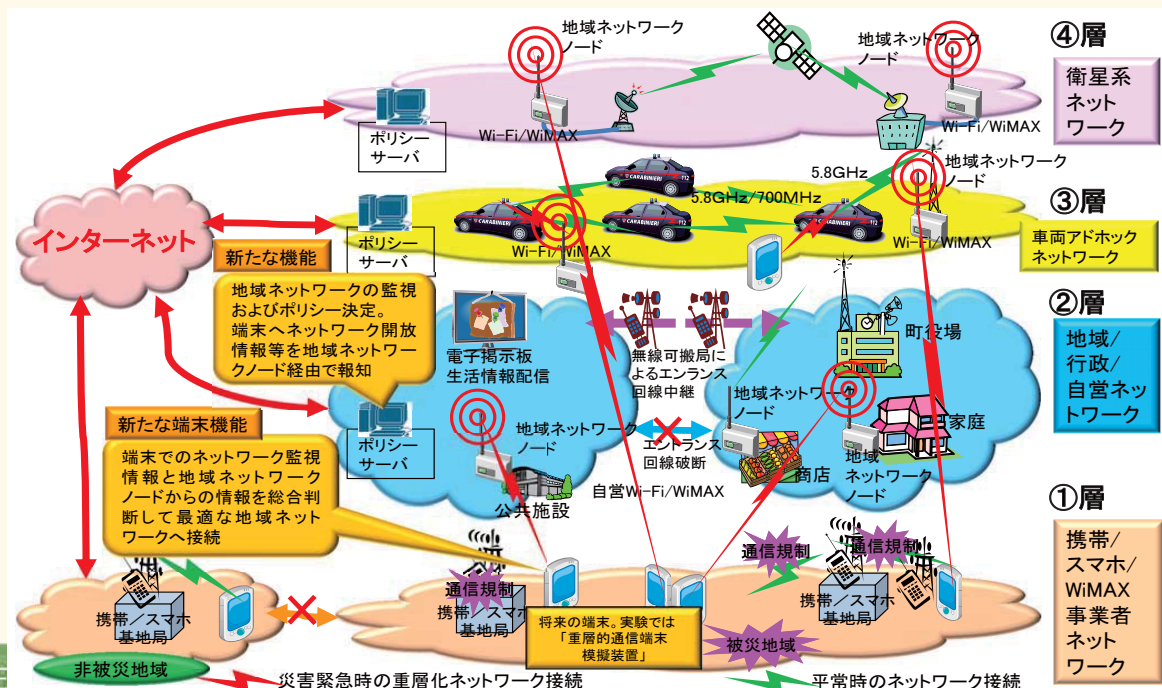 ④層
衛星系
ネット
ワーク
地域ネットワーク
ノード
地域ネットワーク
ノード
Wi-Fi/WiMAX
Wi-Fi/WiMAX
ポリシー
サーバ
③層
車両アドホック
ネットワーク
地域ネットワーク
ノード
5.8GHz
5.8GHz/700MHz
CARABINIERI
112
CARABINIERI
CARABINIERI
112
CARABINIERI
112
Wi-Fi/WiMAX
Wi-Fi/WiMAX
ポリシー
サーバ
インターネット
新たな機能
地域ネットワークの監視
およびポリシー決定。
端末へネットワーク開放
情報等を地域ネットワー
クノード経由で報知
②層
地域/
行政/
自営ネッ
トワーク
電子掲示板
生活情報配信
無線可搬局に
よるエンランス
回線中継
町役場
地域ネットワーク
ノード
家庭
地域ネットワーク
ノード
エントランス
回線破断
商店
地域
ネットワーク
ノード
ポリシー
サーバ
公共施設
自営Wi-Fi/WiMAX
新たな端末機能
端末でのネットワーク監視
情報と地域ネットワーク
ノードからの情報を総合判
断して最適な地域ネット
ワークへ接続
①層
携帯/
スマホ/
WiMAX
事業者
ネット
ワーク
通信規制
通信規制
通信規制
携帯/スマホ
基地局
携帯/スマホ
基地局
携帯/スマホ
基地局
将来の端末。実験では
「重層的通信端末
模擬装置」
被災地域
非被災地域
災害緊急時の重層化ネットワーク接続
平常時のネットワーク接続